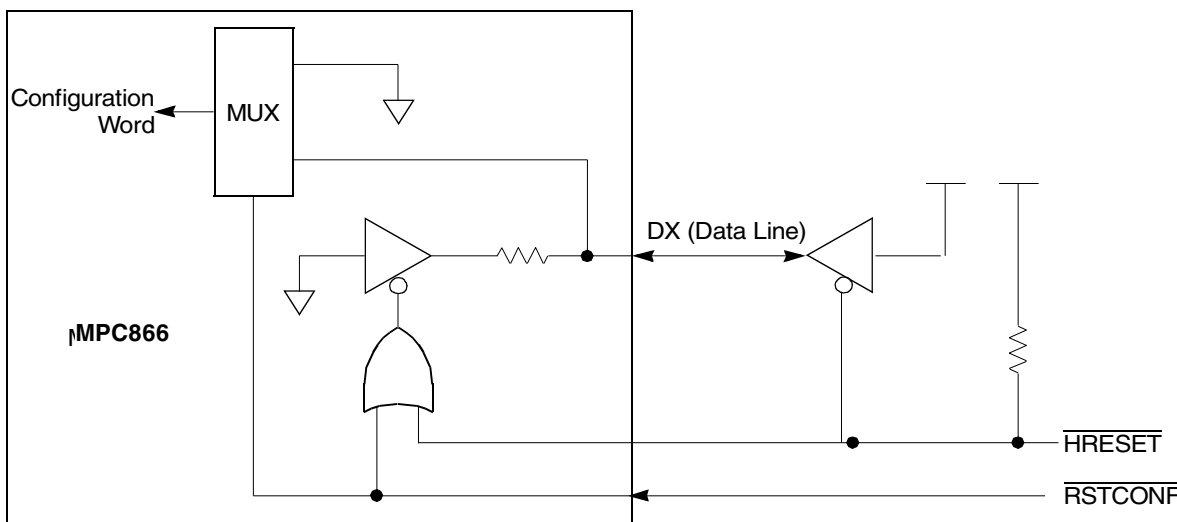 Configuration
Word
MUX
DX (Data Line)
MPC866
HRESET
RSTCONF